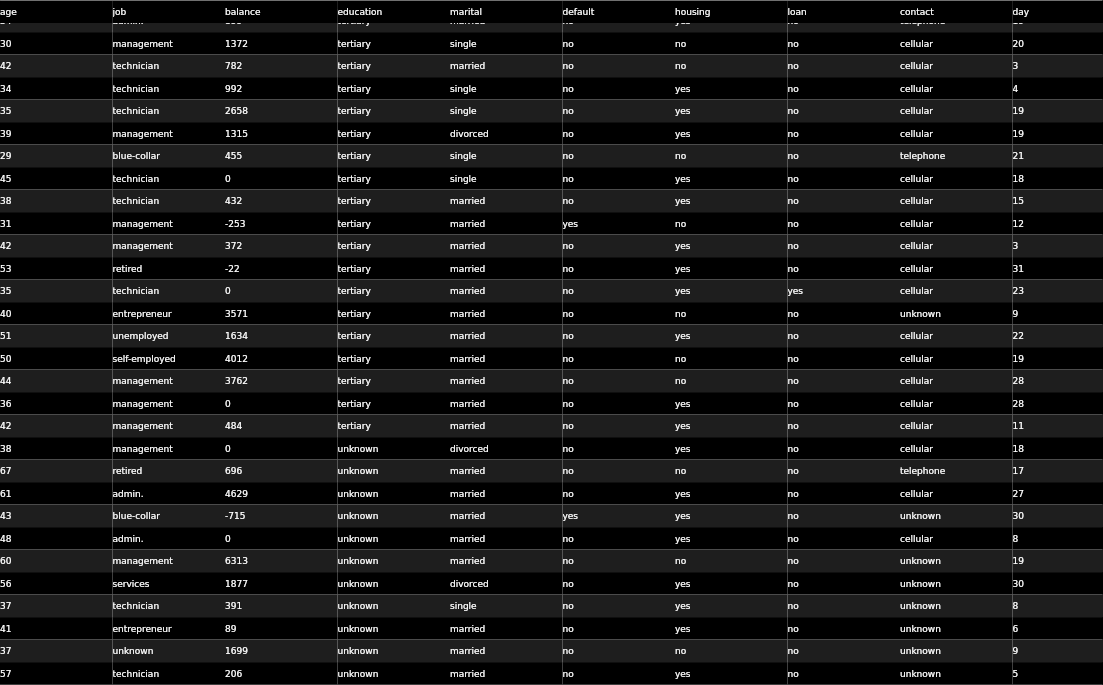 age job balance education marital default housing loan contact day
30 management 1372 tertiary single no no no cellular 20
42 technician 782 tertiary married no no no cellular 3
34 technician 992 tertiary single no yes no cellular 4
35 technician 2658 tertiary single no yes no cellular 19
39 management 1315 tertiary divorced no yes no cellular 19
29 blue-collar 455 tertiary single no no no telephone 21
45 technician 0 tertiary single no yes no cellular 18
38 technician 432 tertiary married no yes no cellular 15
31 management -253 tertiary married yes no no cellular 12
42 management 372 tertiary married no yes no cellular 3
53 retired -22 tertiary married no yes no cellular 31
35 technician 0 tertiary married no yes yes cellular 23
40 entrepreneur 3571 tertiary married no no no unknown 9
51 unemployed 1634 tertiary married no yes no cellular 22
50 self-employed 4012 tertiary married no no no cellular 19
44 management 3762 tertiary married no no no cellular 28
36 management 0 tertiary married no yes no cellular 28
42 management 484 tertiary married no yes no cellular 11
38 management 0 unknown divorced no yes no cellular 18
67 retired 696 unknown married no no no telephone 17
61 admin. 4629 unknown married no yes no cellular 27
43 blue-collar -715 unknown married yes yes no unknown 30
48 admin. 0 unknown married no yes no cellular 8
60 management 6313 unknown married no no no unknown 19
56 services 1877 unknown divorced no yes no unknown 30
37 technician 391 unknown single no yes no unknown 8
41 entrepreneur 89 unknown married no yes no unknown 6
37 unknown 1699 unknown married no no no unknown 9
57 technician 206 unknown married no yes no unknown 5